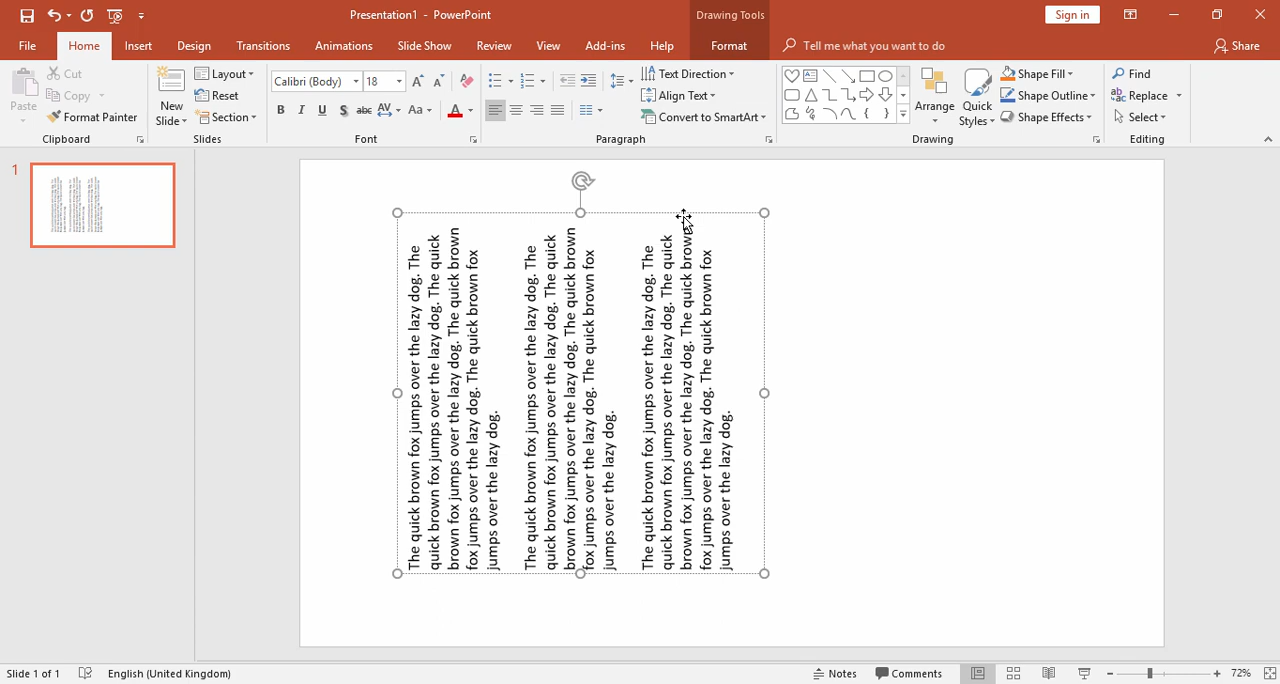 Presentation1 - PowerPoint
Drawing Tools
Sign in
File
Home
Insert
Design
Transitions
Animations
Slide Show
Review
View
Add-ins
Help
Format
Tell me what you want to do
Share
Paste
Cut
Copy
Format Painter
Clipboard
New
Slide
Layout
Reset
Section
Slides
Calibri (Body)
18
B I U S abc AV Aa A
Font
Text Direction
Align Text
Convert to SmartArt
Paragraph
Arrange
Quick
Styles
Shape Fill
Shape Outline
Shape Effects
Drawing
Find
Replace
Select
Editing
1
The quick brown fox jumps over the lazy dog. The
quick brown fox jumps over the lazy dog. The quick
brown fox jumps over the lazy dog. The quick brown
fox jumps over the lazy dog. The quick brown fox
jumps over the lazy dog.
The quick brown fox jumps over the lazy dog. The
quick brown fox jumps over the lazy dog. The quick
brown fox jumps over the lazy dog. The quick brown
fox jumps over the lazy dog. The quick brown fox
jumps over the lazy dog.
The quick brown fox jumps over the lazy dog. The
quick brown fox jumps over the lazy dog. The quick
brown fox jumps over the lazy dog. The quick brown
fox jumps over the lazy dog. The quick brown fox
jumps over the lazy dog.
Slide 1 of 1
English (United Kingdom)
Notes
Comments
72%